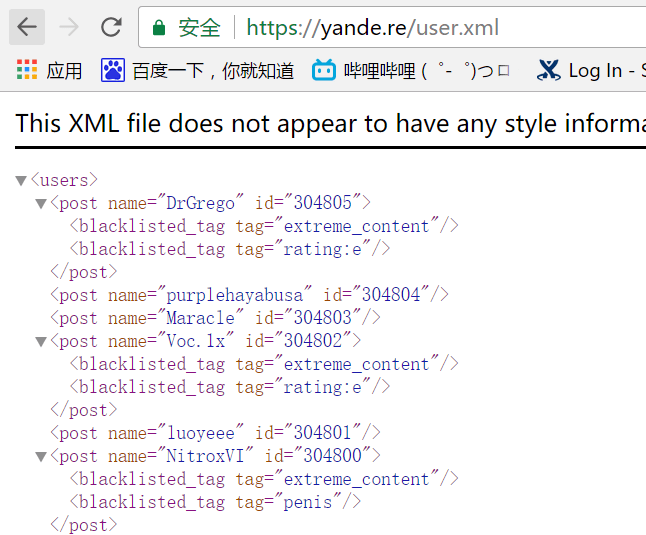 安全 https://yande.re/user.xml
应用 百度一下，你就知道 哔哩哔哩 ( ゜- ゜)つロ Log In - S
This XML file does not appear to have any style informa
▼<users>
▼<post name="DrGrego" id="304805">
<blacklisted_tag tag="extreme_content"/>
<blacklisted_tag tag="rating:e"/>
</post>
<post name="purplehayabusa" id="304804"/>
<post name="Maracle" id="304803"/>
▼<post name="Voc.lx" id="304802">
<blacklisted_tag tag="extreme_content"/>
<blacklisted_tag tag="rating:e"/>
</post>
<post name="luoyeee" id="304801"/>
▼<post name="NitroxVI" id="304800">
<blacklisted_tag tag="extreme_content"/>
<blacklisted_tag tag="penis"/>
</post>